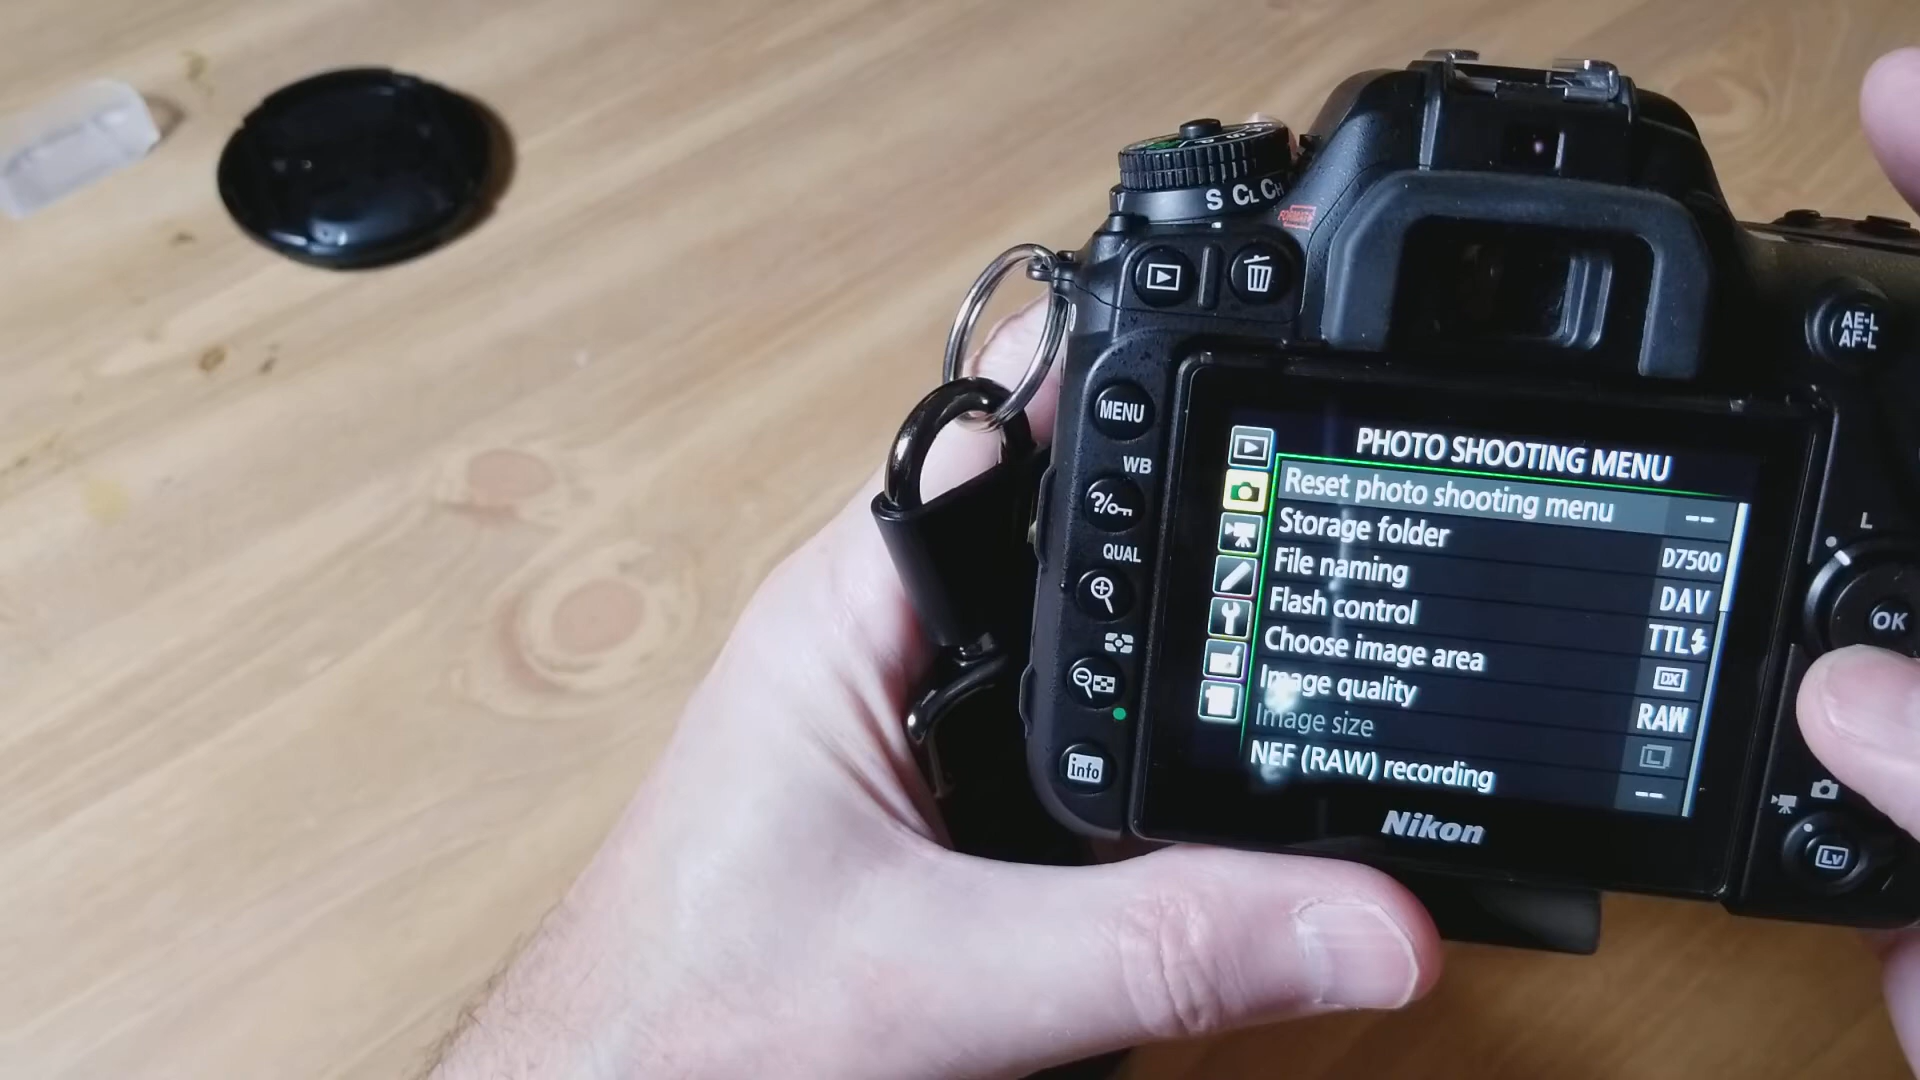 S CL CH
FORMAT
AE-L
AF-L
MENU
WB
?/
QUAL
info
PHOTO SHOOTING MENU
Reset photo shooting menu --
Storage folder D7500
File naming DAV
Flash control TTL
Choose image area DX
Image quality RAW
Image size L
NEF (RAW) recording --
L
OK
Lv
Nikon